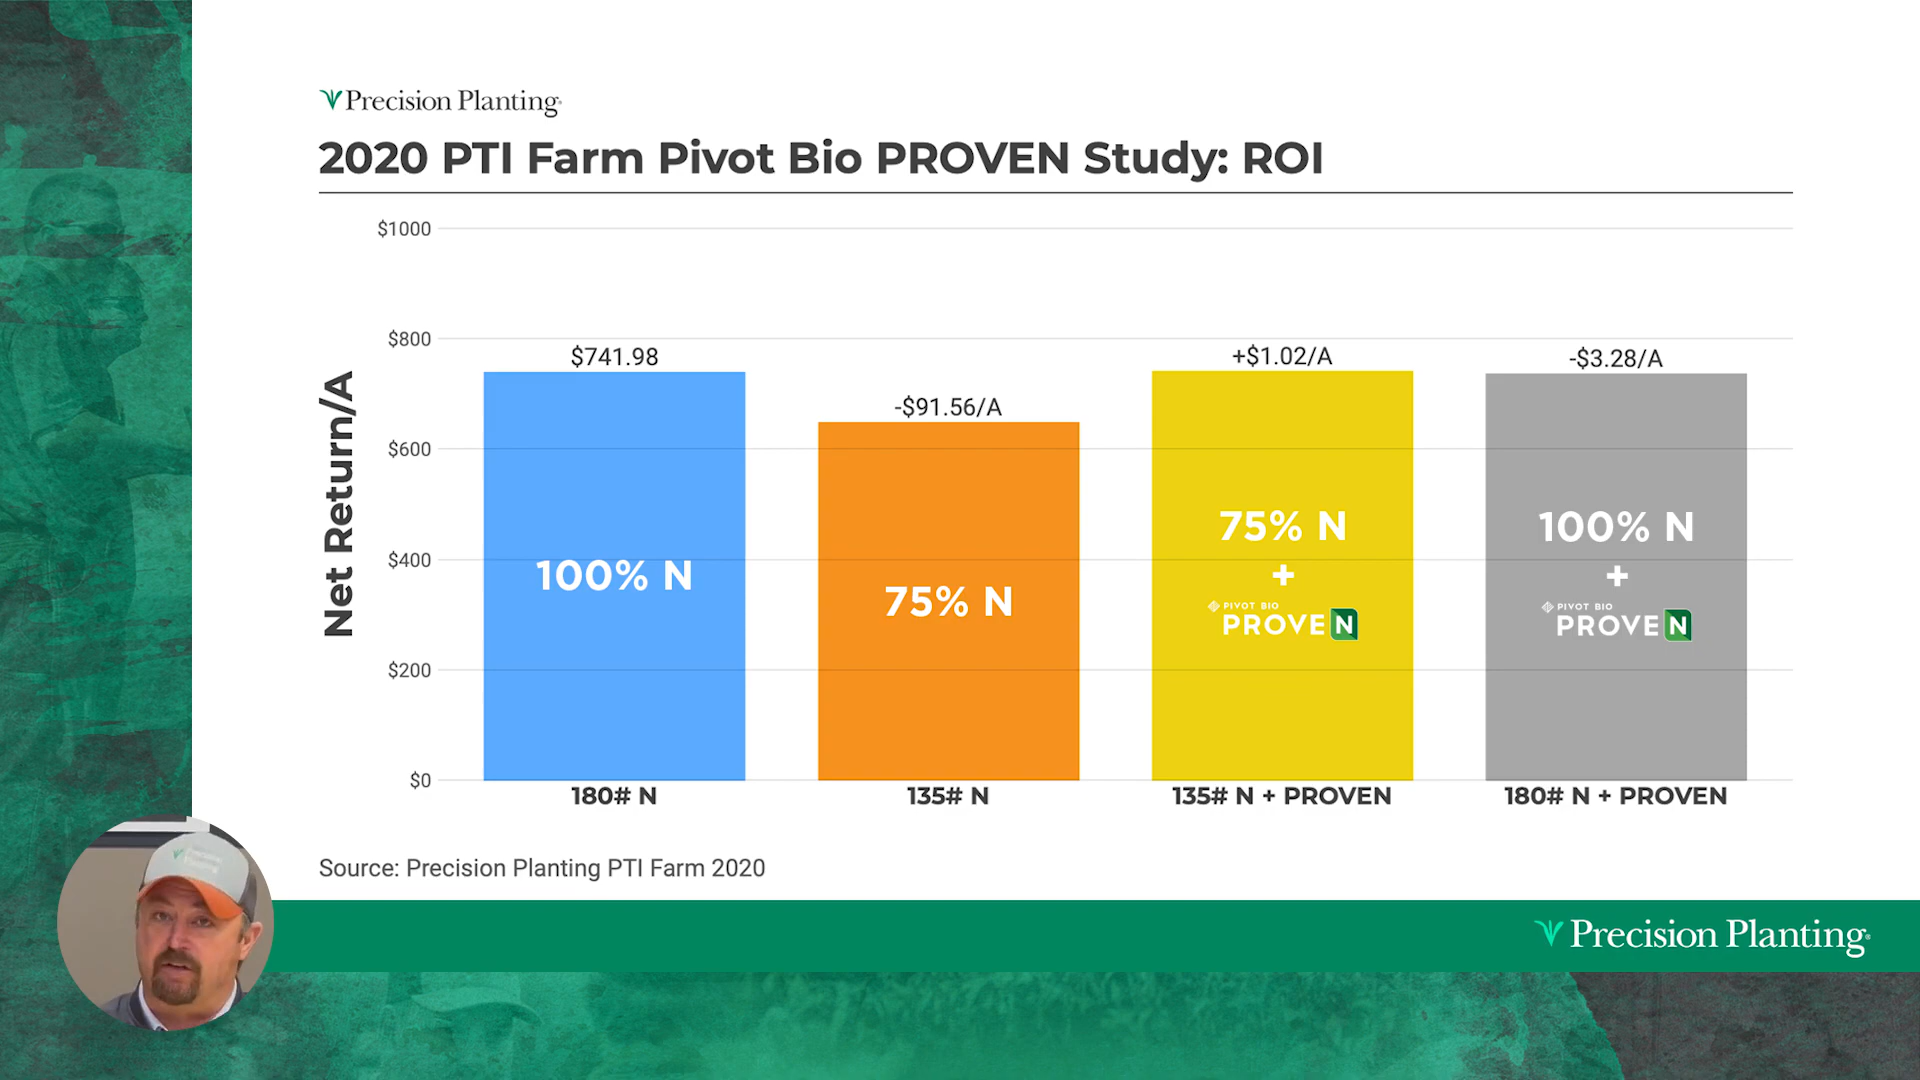 Precision Planting
2020 PTI Farm Pivot Bio PROVEN Study: ROI
Net Return/A
$1000
$800
$600
$400
$200
$0
$741.98
-$91.56/A
+$1.02/A
-$3.28/A
100% N
75% N
75% N
+
PIVOT BIO
PROVEN
100% N
+
PIVOT BIO
PROVEN
180# N
135# N
135# N + PROVEN
180# N + PROVEN
Source: Precision Planting PTI Farm 2020
Precision Planting